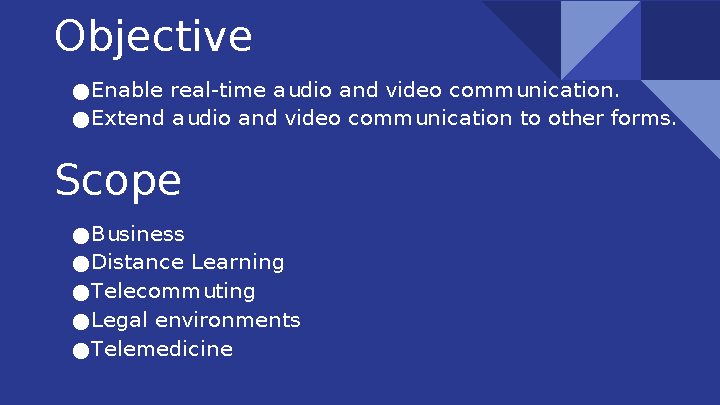 Objective
●Enable real-time audio and video communication.
●Extend audio and video communication to other forms.
Scope
●Business
●Distance Learning
●Telecommuting
●Legal environments
●Telemedicine